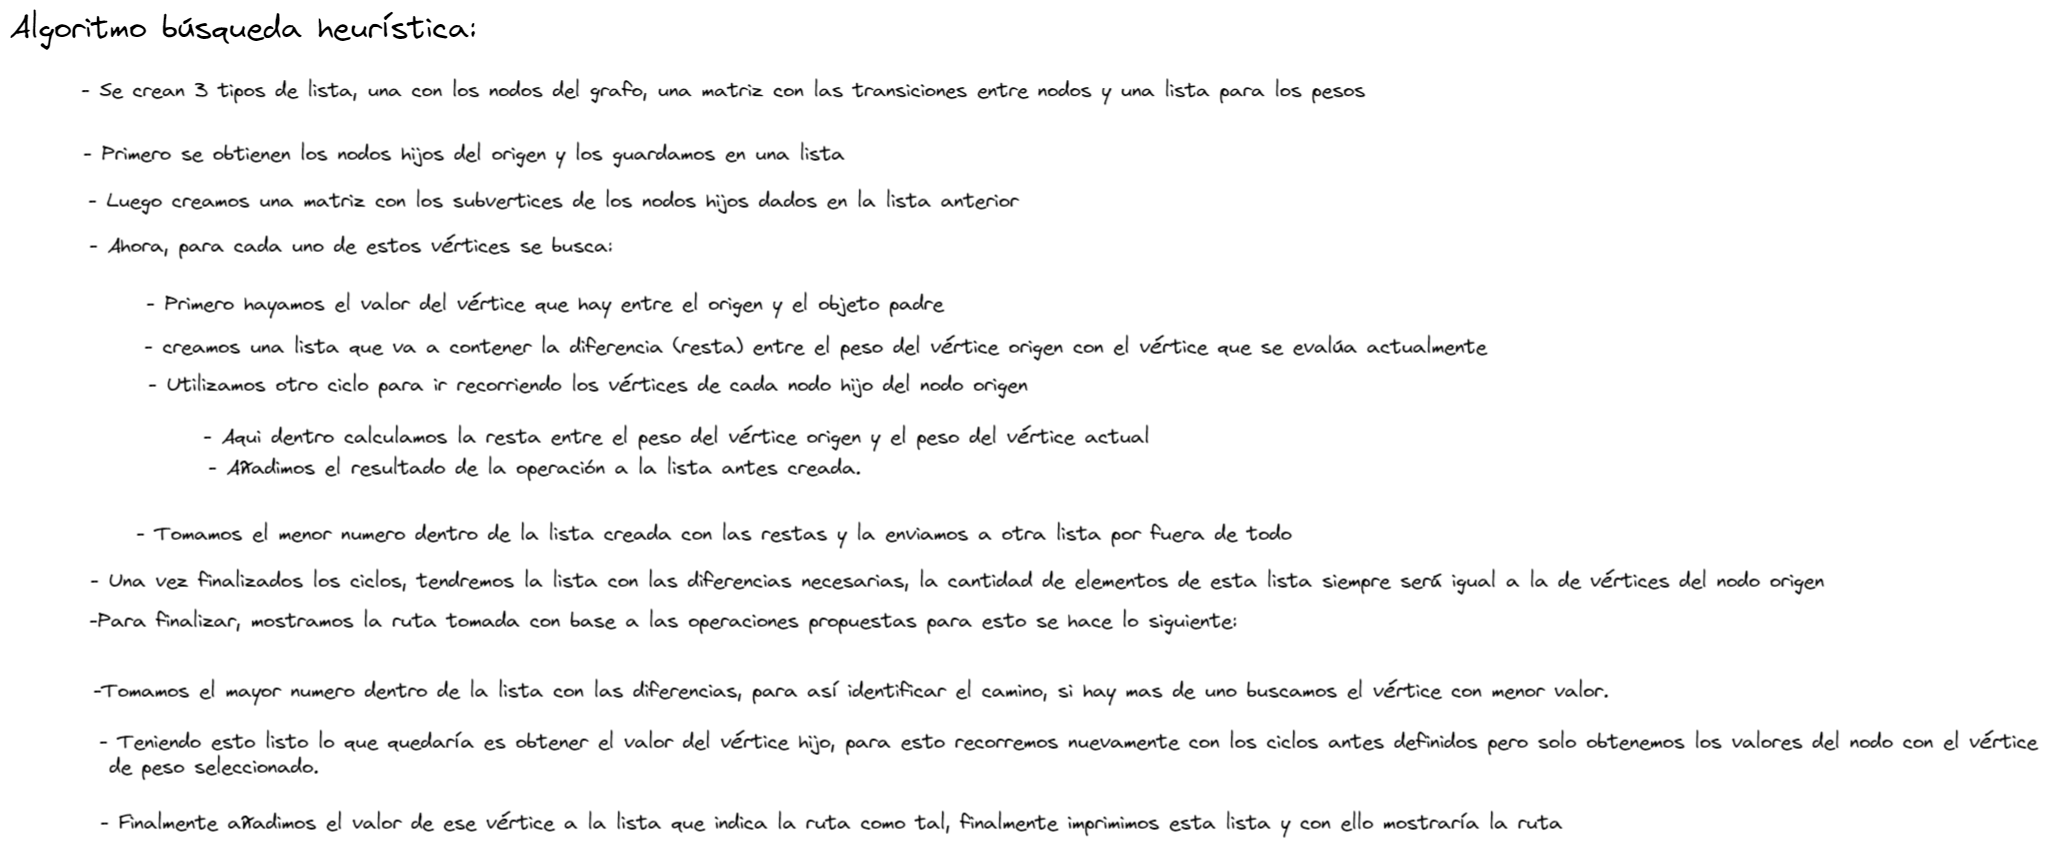 Algoritmo búsqueda heurística:
- Se crean 3 tipos de lista, una con los nodos del grafo, una matriz con las transiciones entre nodos y una lista para los pesos
- Primero se obtienen los nodos hijos del origen y los guardamos en una lista
- Luego creamos una matriz con los subvertices de los nodos hijos dados en la lista anterior
- Ahora, para cada uno de estos vértices se busca:
- Primero hayamos el valor del vértice que hay entre el origen y el objeto padre
- creamos una lista que va a contener la diferencia (resta) entre el peso del vértice origen con el vértice que se evalúa actualmente
- Utilizamos otro ciclo para ir recorriendo los vértices de cada nodo hijo del nodo origen
- Aqui dentro calculamos la resta entre el peso del vértice origen y el peso del vértice actual
- Añadimos el resultado de la operación a la lista antes creada.
- Tomamos el menor numero dentro de la lista creada con las restas y la enviamos a otra lista por fuera de todo
- Una vez finalizados los ciclos, tendremos la lista con las diferencias necesarias, la cantidad de elementos de esta lista siempre será igual a la de vértices del nodo origen
-Para finalizar, mostramos la ruta tomada con base a las operaciones propuestas para esto se hace lo siguiente:
-Tomamos el mayor numero dentro de la lista con las diferencias, para así identificar el camino, si hay mas de uno buscamos el vértice con menor valor.
- Teniendo esto listo lo que quedaría es obtener el valor del vértice hijo, para esto recorremos nuevamente con los ciclos antes definidos pero solo obtenemos los valores del nodo con el vértice
de peso seleccionado.
- Finalmente añadimos el valor de ese vértice a la lista que indica la ruta como tal, finalmente imprimimos esta lista y con ello mostraría la ruta